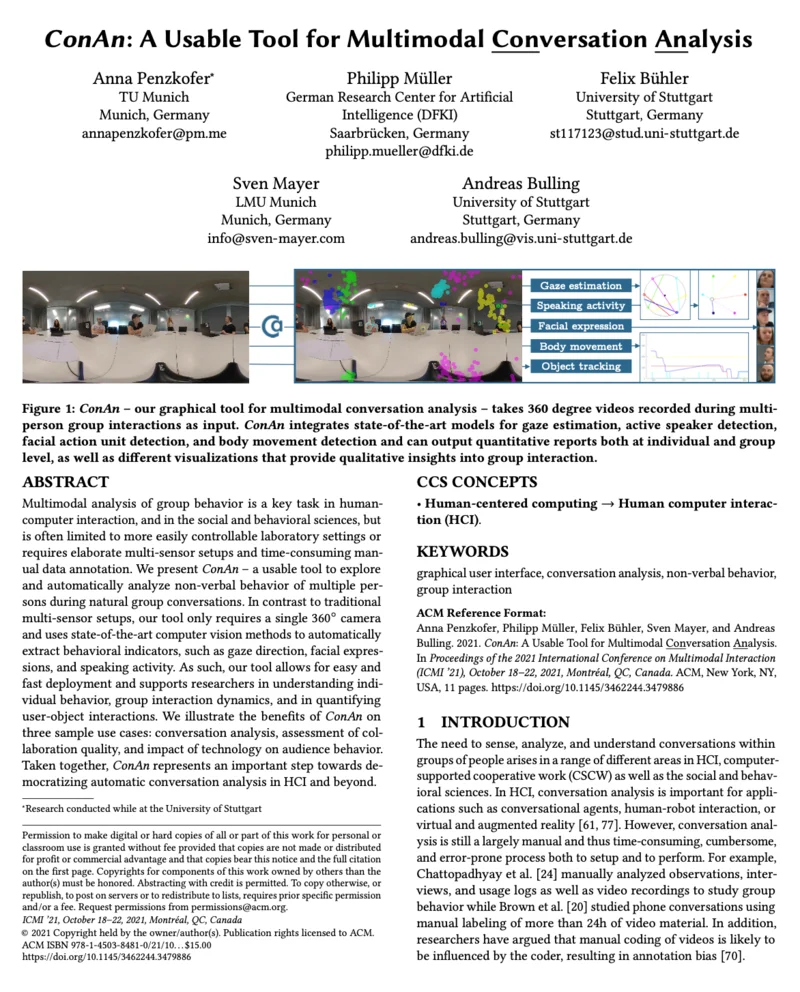 ConAn: A Usable Tool for Multimodal Conversation Analysis
Anna Penzkofer*
TU Munich
Munich, Germany
annapenzkofer@pm.me
Philipp Müller
German Research Center for Artificial
Intelligence (DFKI)
Saarbrücken, Germany
philipp.mueller@dfki.de
Felix Bühler
University of Stuttgart
Stuttgart, Germany
st117123@stud.uni-stuttgart.de
Sven Mayer
LMU Munich
Munich, Germany
info@sven-mayer.com
Andreas Bulling
University of Stuttgart
Stuttgart, Germany
andreas.bulling@vis.uni-stuttgart.de
Gaze estimation
Speaking activity
Facial expression
Body movement
Object tracking
Figure 1: ConAn – our graphical tool for multimodal conversation analysis – takes 360 degree videos recorded during multi-
person group interactions as input. ConAn integrates state-of-the-art models for gaze estimation, active speaker detection,
facial action unit detection, and body movement detection and can output quantitative reports both at individual and group
level, as well as different visualizations that provide qualitative insights into group interaction.
ABSTRACT
Multimodal analysis of group behavior is a key task in human-
computer interaction, and in the social and behavioral sciences, but
is often limited to more easily controllable laboratory settings or
requires elaborate multi-sensor setups and time-consuming man-
ual data annotation. We present ConAn – a usable tool to explore
and automatically analyze non-verbal behavior of multiple per-
sons during natural group conversations. In contrast to traditional
multi-sensor setups, our tool only requires a single 360° camera
and uses state-of-the-art computer vision methods to automatically
extract behavioral indicators, such as gaze direction, facial expres-
sions, and speaking activity. As such, our tool allows for easy and
fast deployment and supports researchers in understanding indi-
vidual behavior, group interaction dynamics, and in quantifying
user-object interactions. We illustrate the benefits of ConAn on
three sample use cases: conversation analysis, assessment of col-
laboration quality, and impact of technology on audience behavior.
Taken together, ConAn represents an important step towards de-
mocratizing automatic conversation analysis in HCI and beyond.
*Research conducted while at the University of Stuttgart
Permission to make digital or hard copies of all or part of this work for personal or
classroom use is granted without fee provided that copies are not made or distributed
for profit or commercial advantage and that copies bear this notice and the full citation
on the first page. Copyrights for components of this work owned by others than the
author(s) must be honored. Abstracting with credit is permitted. To copy otherwise, or
republish, to post on servers or to redistribute to lists, requires prior specific permission
and/or a fee. Request permissions from permissions@acm.org.
ICMI '21, October 18–22, 2021, Montréal, QC, Canada
© 2021 Copyright held by the owner/author(s). Publication rights licensed to ACM.
ACM ISBN 978-1-4503-8481-0/21/10...$15.00
https://doi.org/10.1145/3462244.3479886
CCS CONCEPTS
• Human-centered computing → Human computer interac-
tion (HCI).
KEYWORDS
graphical user interface, conversation analysis, non-verbal behavior,
group interaction
ACM Reference Format:
Anna Penzkofer, Philipp Müller, Felix Bühler, Sven Mayer, and Andreas
Bulling. 2021. ConAn: A Usable Tool for Multimodal Conversation Analysis.
In Proceedings of the 2021 International Conference on Multimodal Interaction
(ICMI '21), October 18–22, 2021, Montréal, QC, Canada. ACM, New York, NY,
USA, 11 pages. https://doi.org/10.1145/3462244.3479886
1 INTRODUCTION
The need to sense, analyze, and understand conversations within
groups of people arises in a range of different areas in HCI, computer-
supported cooperative work (CSCW) as well as the social and behav-
ioral sciences. In HCI, conversation analysis is important for appli-
cations such as conversational agents, human-robot interaction, or
virtual and augmented reality [61, 77]. However, conversation anal-
ysis is still a largely manual and thus time-consuming, cumbersome,
and error-prone process both to setup and to perform. For example,
Chattopadhyay et al. [24] manually analyzed observations, inter-
views, and usage logs as well as video recordings to study group
behavior while Brown et al. [20] studied phone conversations using
manual labeling of more than 24h of video material. In addition,
researchers have argued that manual coding of videos is likely to
be influenced by the coder, resulting in annotation bias [70].